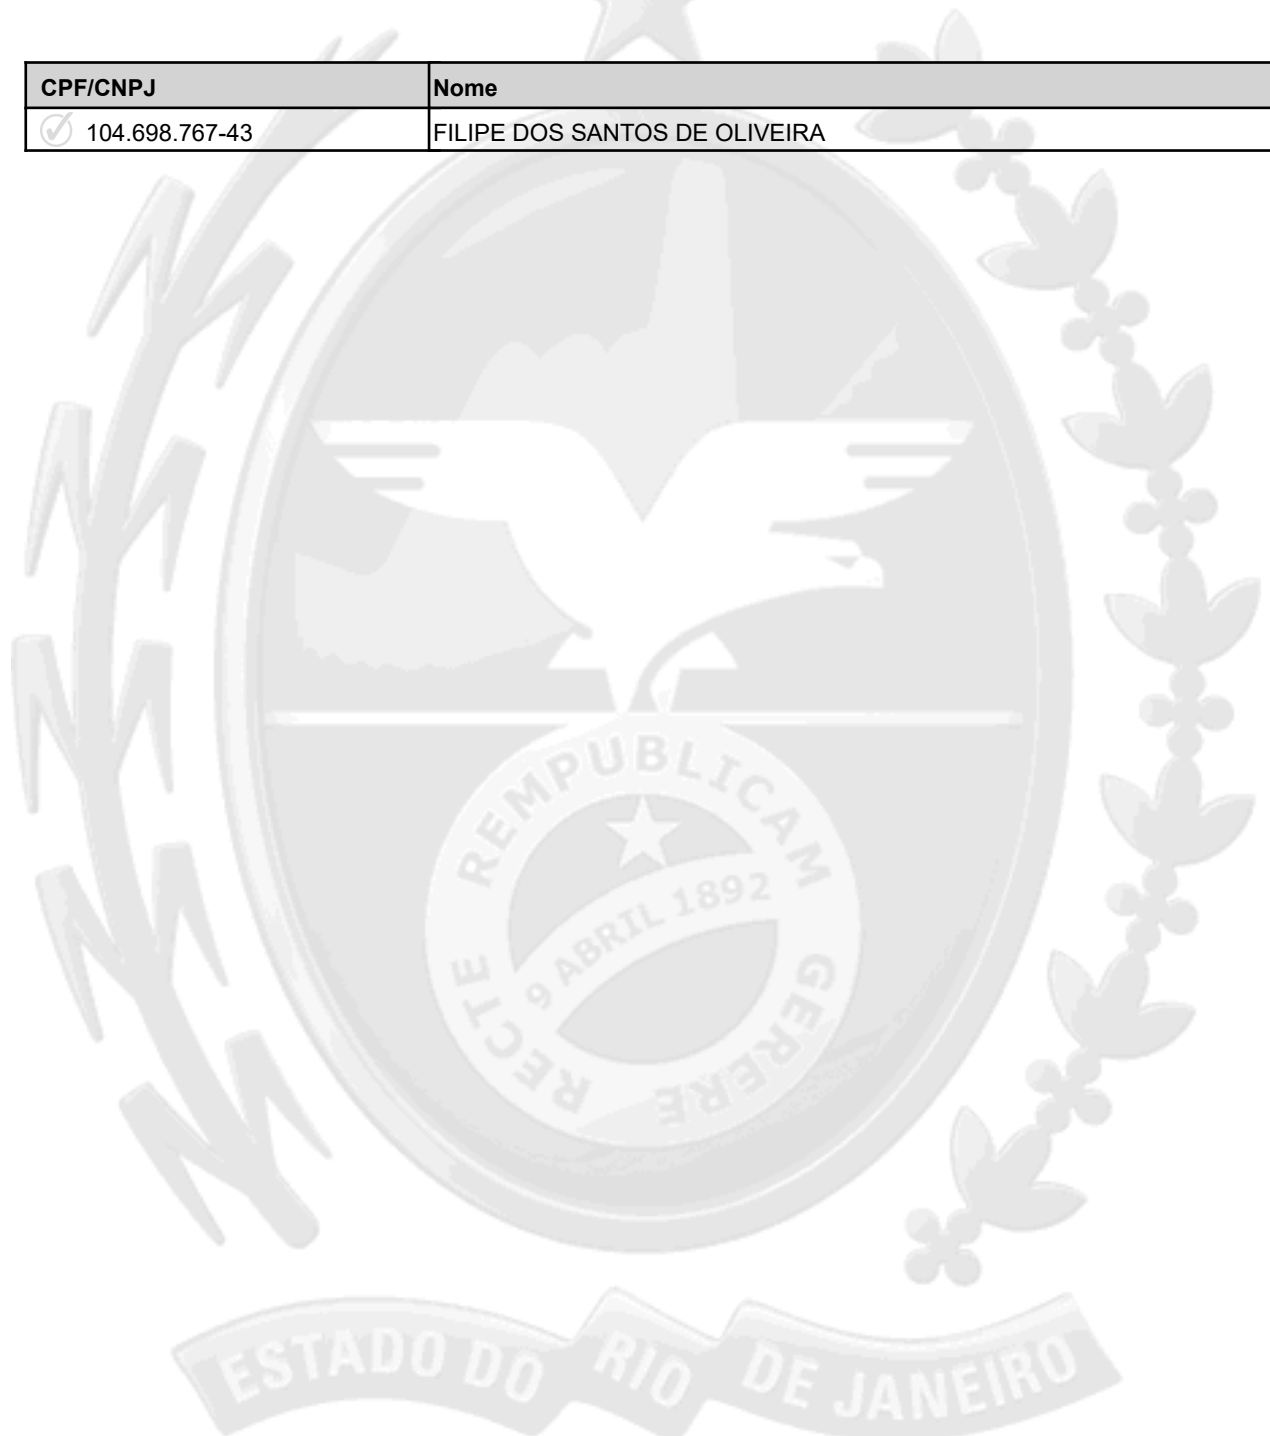 CPF/CNPJ Nome
104.698.767-43 FILIPE DOS SANTOS DE OLIVEIRA
REMPUBLICAM
9 ABRIL 1892
RECTE GERERE
ESTADO DO RIO DE JANEIRO